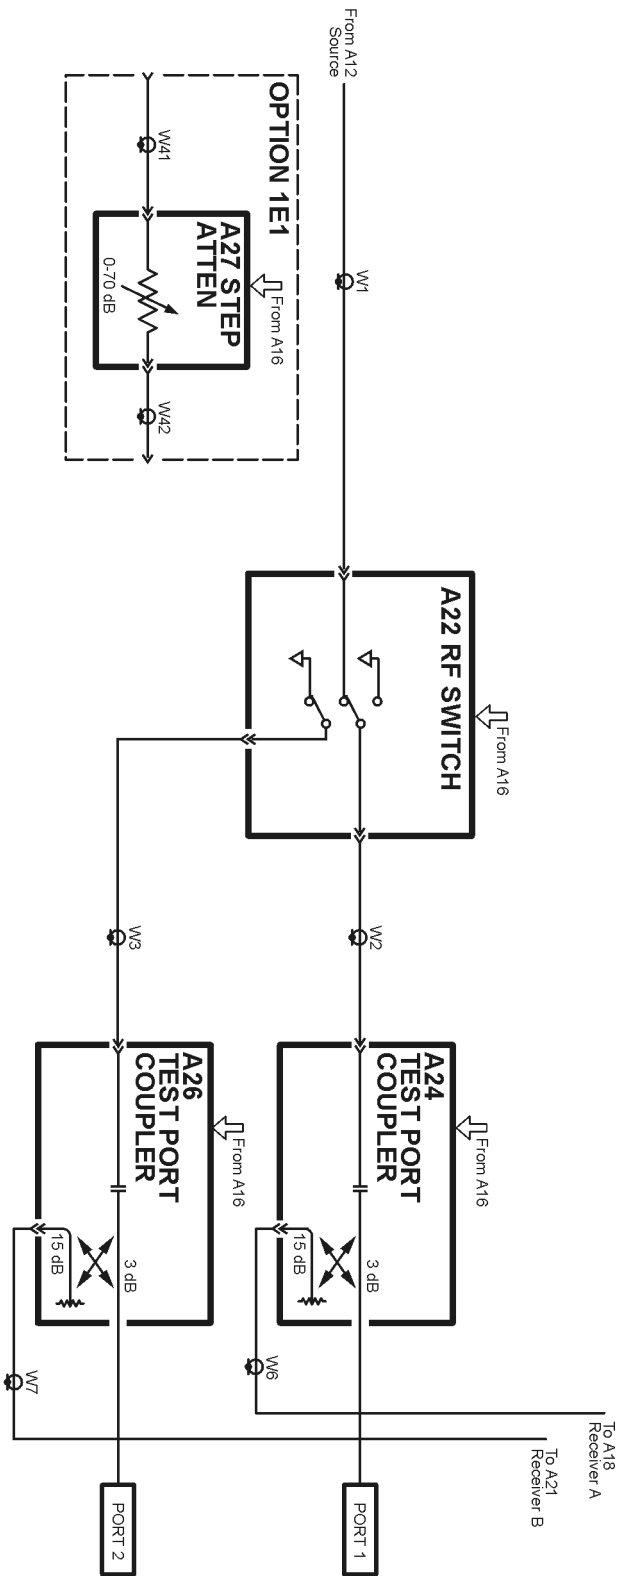 From A12
Source
W1
OPTION 1E1
W41
A27 STEP
ATTEN
0-70 dB
From A16
W42
A22 RF SWITCH
From A16
W2
W3
A24
TEST PORT
COUPLER
From A16
3 dB
15 dB
W6
A26
TEST PORT
COUPLER
From A16
3 dB
15 dB
W7
To A18
Receiver A
To A21
Receiver B
PORT 1
PORT 2